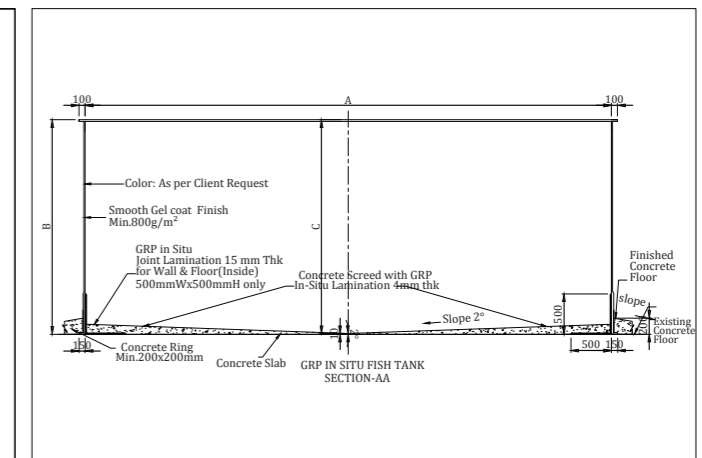 100
A
100
B
C
Color: As per Client Request
Smooth Gel coat Finish
Min.800g/m²
GRP in Situ
Joint Lamination 15 mm Thk
for Wall & Floor(Inside)
500mmWx500mmH only
Concrete Screed with GRP
In-Situ Lamination 4mm thk
Finished
Concrete
Floor
slope
500
200
Existing
Concrete
Floor
Slope 2°
10
150
Concrete Ring
Min.200x200mm
Concrete Slab
500
150
GRP IN SITU FISH TANK
SECTION-AA